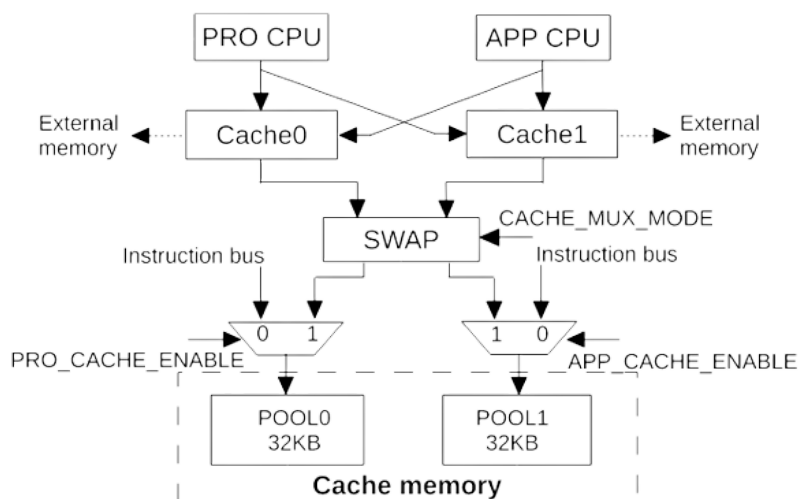 PRO CPU
APP CPU
External
memory
Cache0
Cache1
External
memory
CACHE_MUX_MODE
SWAP
Instruction bus
Instruction bus
0 1
1 0
PRO_CACHE_ENABLE
APP_CACHE_ENABLE
POOL0
32KB
POOL1
32KB
Cache memory